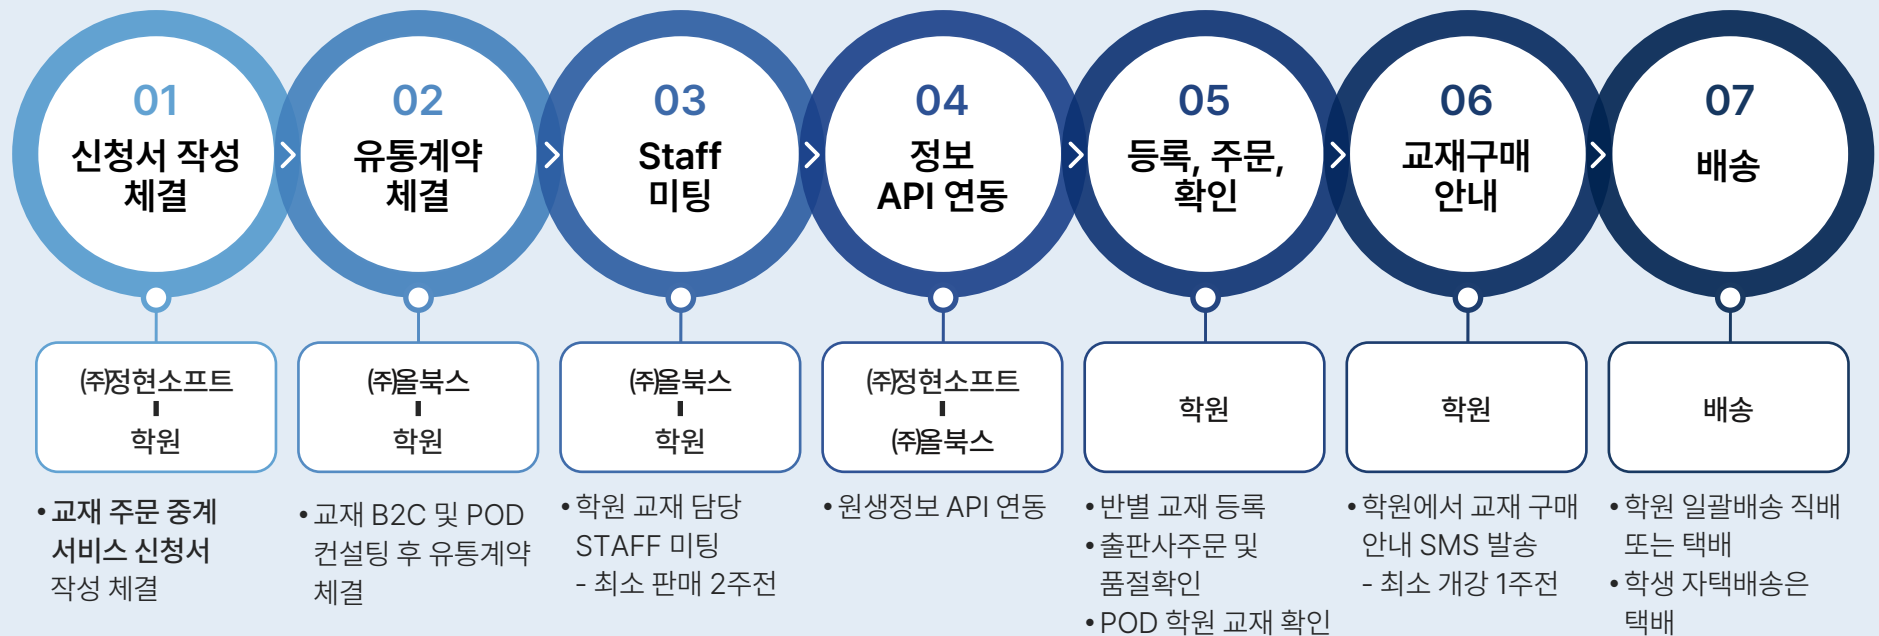 01
신청서 작성
체결
02
유통계약
체결
03
Staff
미팅
04
정보
API 연동
05
등록, 주문,
확인
06
교재구매
안내
07
배송
㈜정현소프트
-
학원
㈜올북스
-
학원
㈜올북스
-
학원
㈜정현소프트
-
㈜올북스
학원
학원
배송
• 교재 주문 중계
서비스 신청서
작성 체결
• 교재 B2C 및 POD
컨설팅 후 유통계약
체결
• 학원 교재 담당
STAFF 미팅
- 최소 판매 2주전
• 원생정보 API 연동
• 반별 교재 등록
• 출판사주문 및
품절확인
• POD 학원 교재 확인
• 학원에서 교재 구매
안내 SMS 발송
- 최소 개강 1주전
• 학원 일괄배송 직배
또는 택배
• 학생 자택배송은
택배